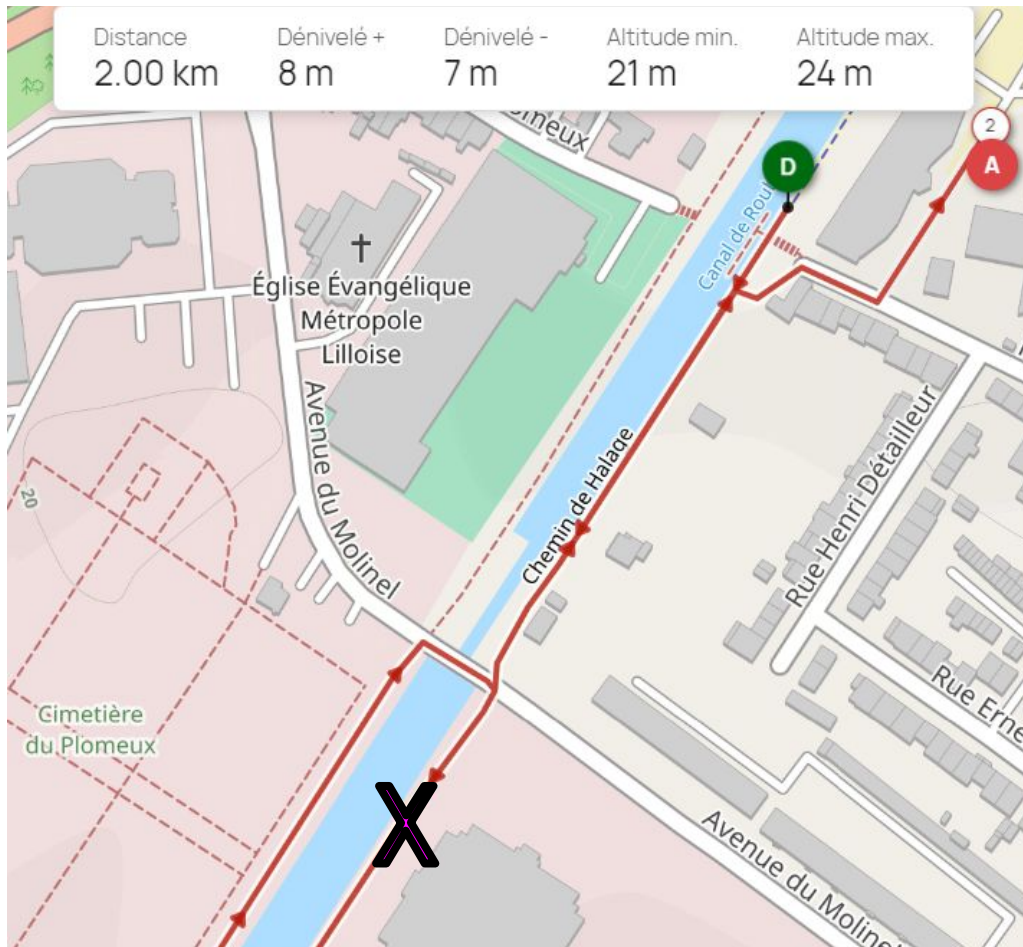 Distance
2.00 km
Dénivelé +
8 m
Dénivelé -
7 m
Altitude min.
21 m
Altitude max.
24 m
2
A
D
Canal de
Église Évangélique
Métropole
Lilloise
Avenue du Molinel
Chemin de Halage
Rue Henri Détailleur
20
Cimetière
du Plomeux
Rue
X
Avenue du Molinel